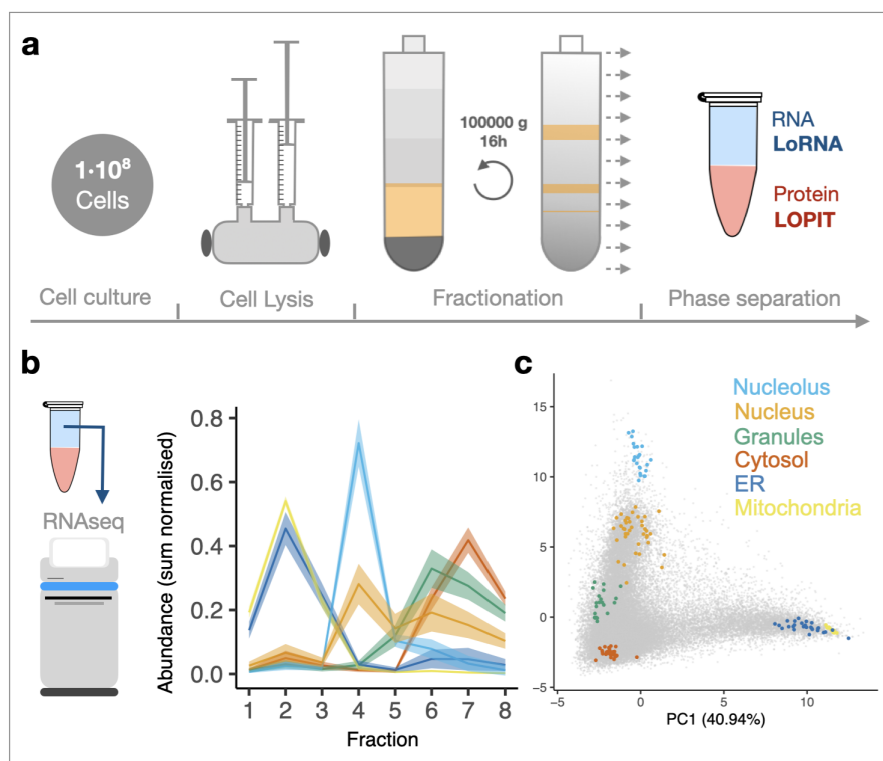 a
1·10⁸
Cells
100000 g
16h
RNA
LoRNA
Protein
LOPIT
Cell culture
Cell Lysis
Fractionation
Phase separation
b
RNAseq
Abundance (sum normalised)
0.8
0.6
0.4
0.2
0.0
1 2 3 4 5 6 7 8
Fraction
c
Nucleolus
Nucleus
Granules
Cytosol
ER
Mitochondria
15
10
5
0
−5
−5 0 5 10
PC1 (40.94%)